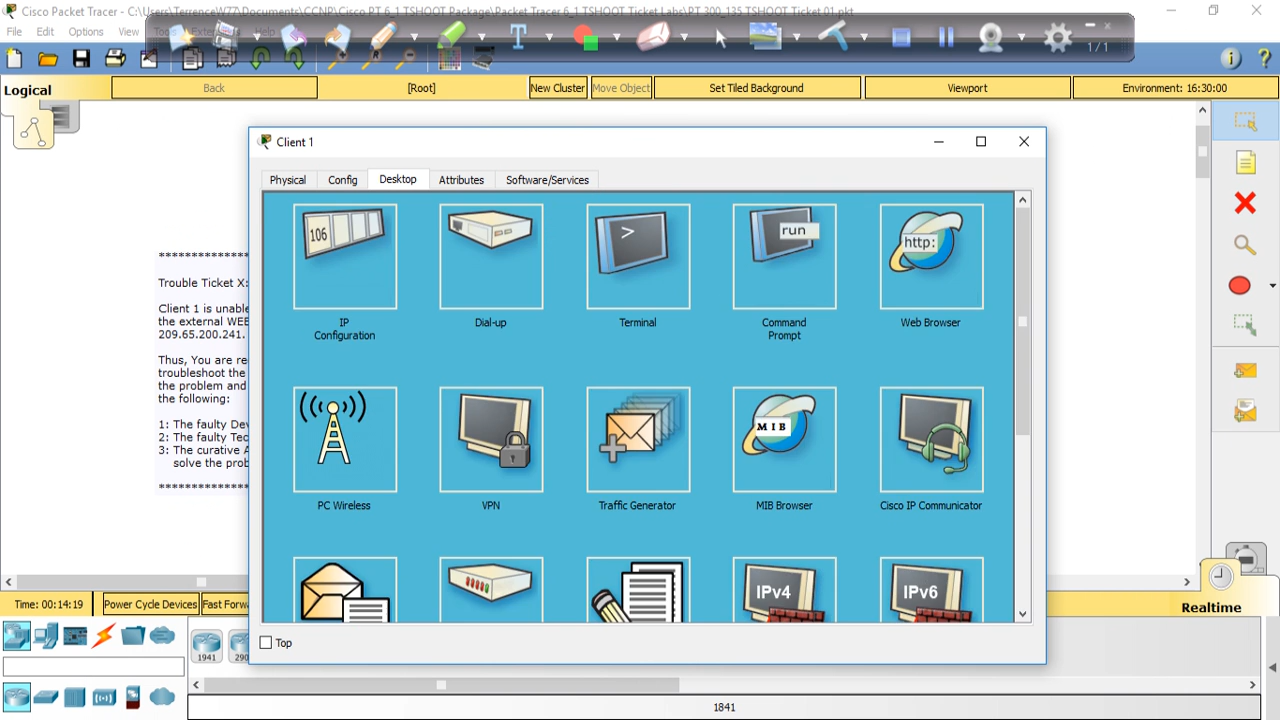 Cisco Packet Tracer - C:\Users\TerrenceW77\Documents\CCNP\Cisco PT 6_1 TSHOOT Package\Packet Tracer 6_1 TSHOOT Ticket Labs\PT 300_135 TSHOOT Ticket 01.pkt
File Edit Options View Tools Extensions Help
1/1
Logical
Back
[Root]
New Cluster
Move Object
Set Tiled Background
Viewport
Environment: 16:30:00
Client 1
Physical
Config
Desktop
Attributes
Software/Services
106
>
run
http:
IP
Configuration
Dial-up
Terminal
Command
Prompt
Web Browser
MIB
PC Wireless
VPN
Traffic Generator
MIB Browser
Cisco IP Communicator
IPv4
IPv6
Top
Trouble Ticket X:
Client 1 is unable
the external WEB
209.65.200.241.
Thus, You are re
troubleshoot the
the problem and
the following:
1: The faulty Dev
2: The faulty Tec
3: The curative A
solve the prob
Time: 00:14:19
Power Cycle Devices
Fast Forw
Realtime
1941
290
1841